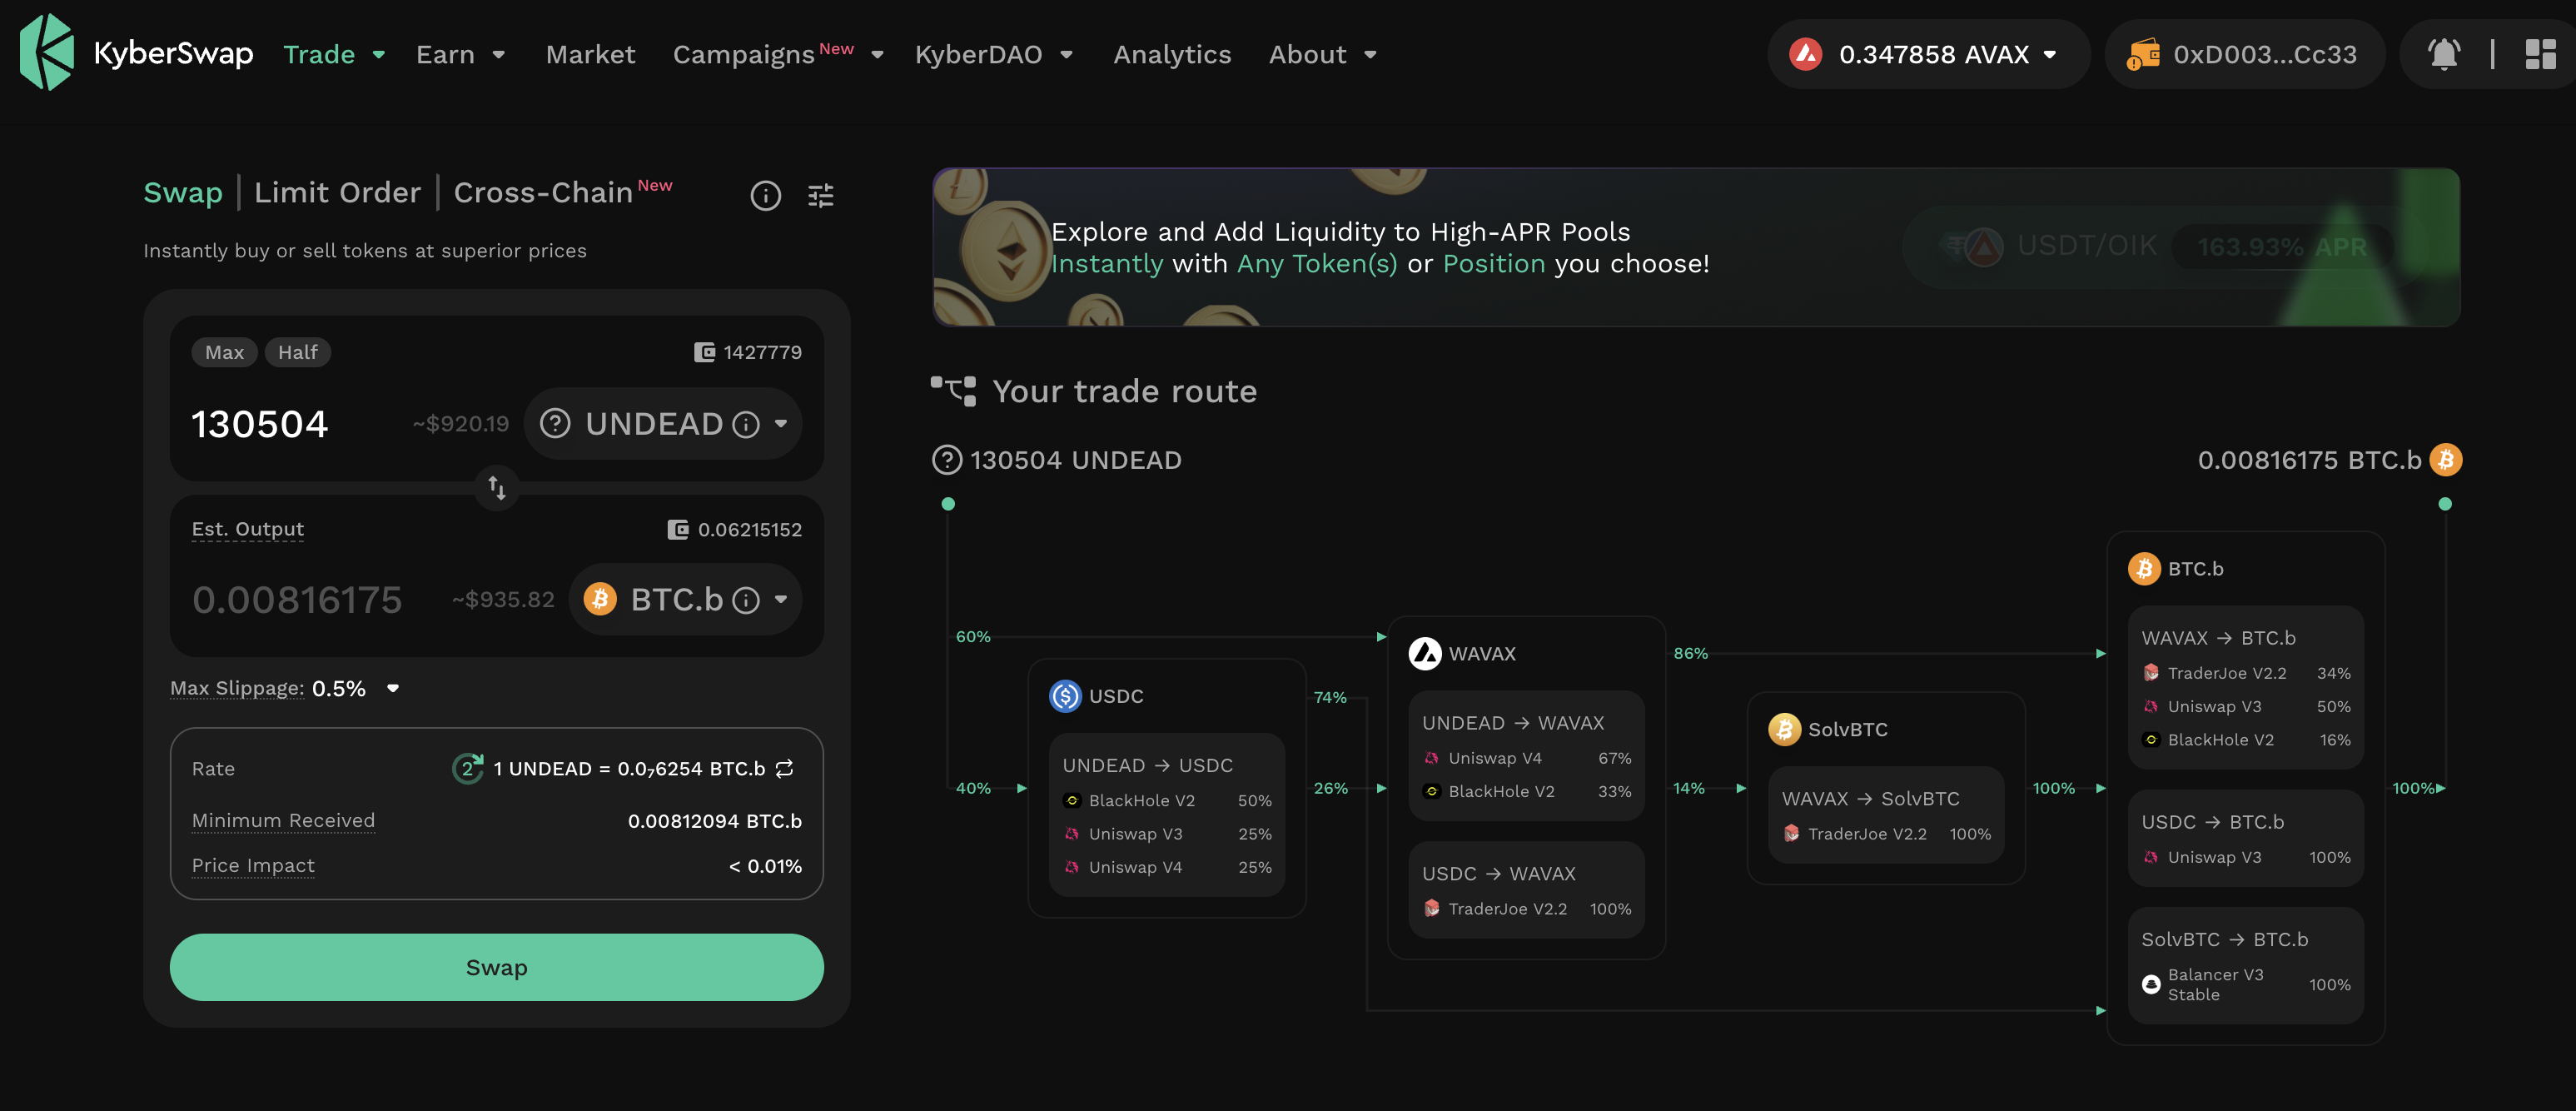 KyberSwap Trade Earn Market Campaigns New KyberDAO Analytics About 0.347858 AVAX 0xD003...Cc33
Swap | Limit Order | Cross-Chain New
Instantly buy or sell tokens at superior prices
Max Half 1427779
130504 ~$920.19 UNDEAD
Est. Output 0.06215152
0.00816175 ~$935.82 BTC.b
Max Slippage: 0.5%
Rate 2 1 UNDEAD = 0.0₇6254 BTC.b
Minimum Received 0.00812094 BTC.b
Price Impact < 0.01%
Swap
Explore and Add Liquidity to High-APR Pools
Instantly with Any Token(s) or Position you choose!
USDT/OIK 163.93% APR
Your trade route
130504 UNDEAD
0.00816175 BTC.b
60%
40%
USDC
UNDEAD → USDC
BlackHole V2 50%
Uniswap V3 25%
Uniswap V4 25%
74%
26%
WAVAX
UNDEAD → WAVAX
Uniswap V4 67%
BlackHole V2 33%
USDC → WAVAX
TraderJoe V2.2 100%
86%
14%
SolvBTC
WAVAX → SolvBTC
TraderJoe V2.2 100%
100%
BTC.b
WAVAX → BTC.b
TraderJoe V2.2 34%
Uniswap V3 50%
BlackHole V2 16%
USDC → BTC.b
Uniswap V3 100%
SolvBTC → BTC.b
Balancer V3
Stable 100%
100%